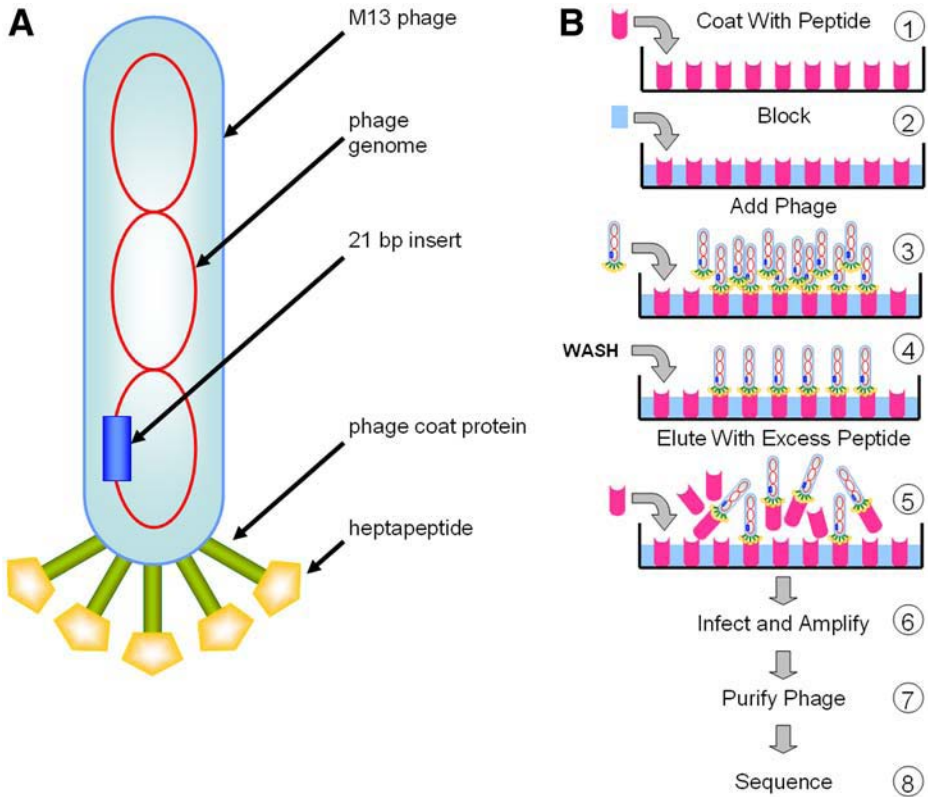 A
M13 phage
phage
genome
21 bp insert
phage coat protein
heptapeptide
B
Coat With Peptide
1
Block
2
Add Phage
3
WASH
4
Elute With Excess Peptide
5
Infect and Amplify
6
Purify Phage
7
Sequence
8